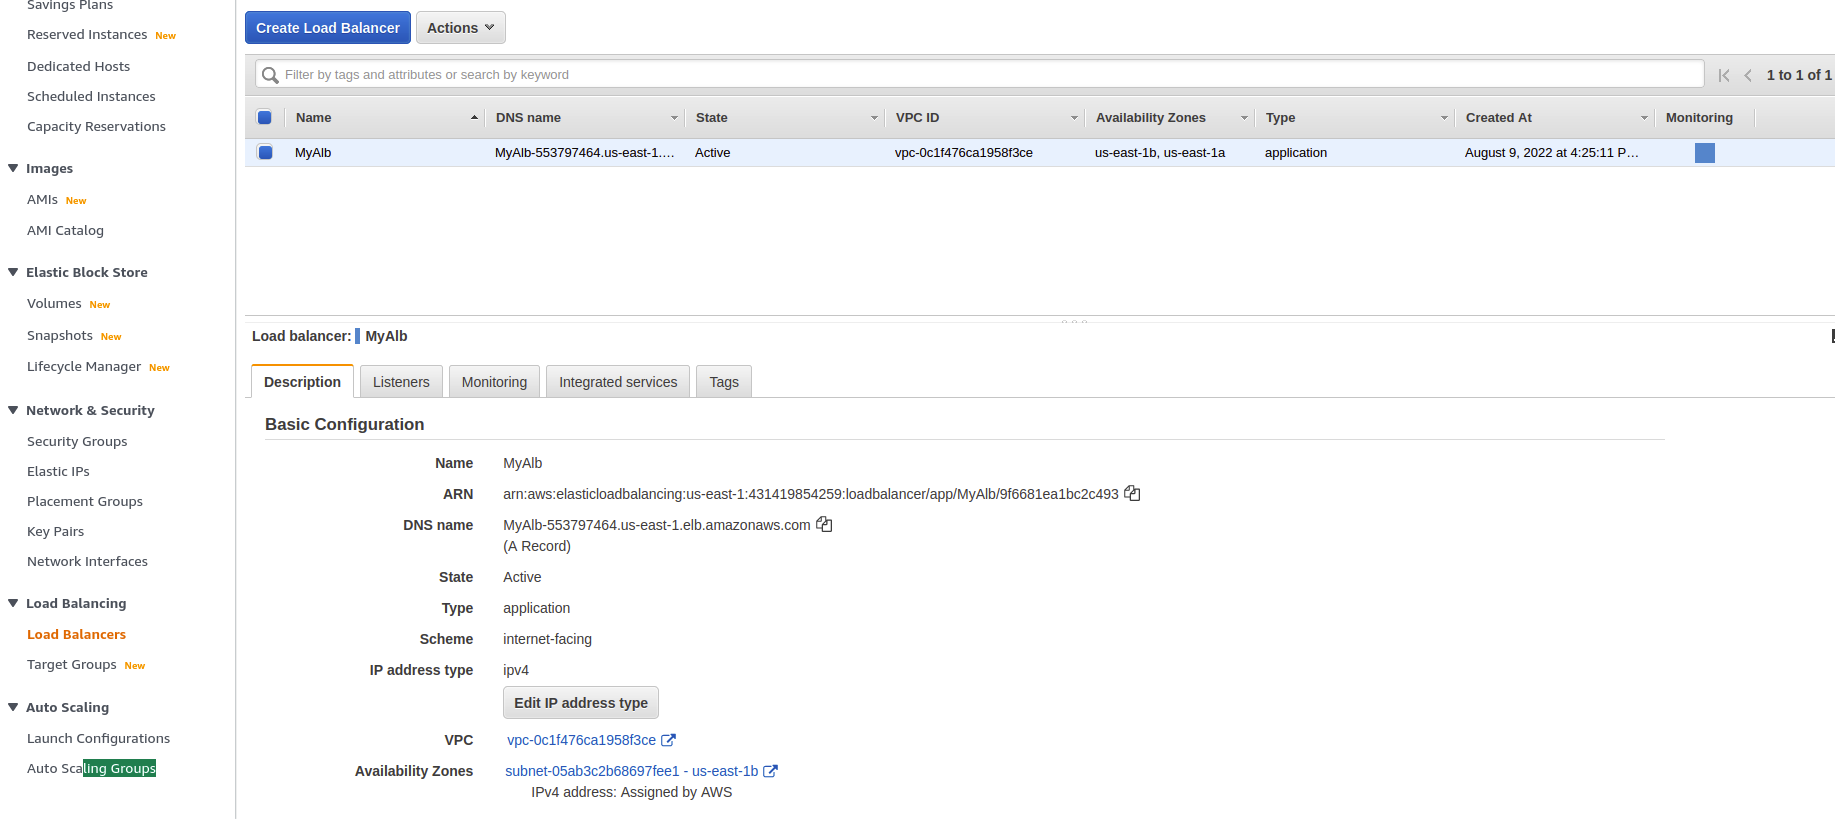 Savings Plans
Reserved Instances New
Dedicated Hosts
Scheduled Instances
Capacity Reservations
Images
AMIs New
AMI Catalog
Elastic Block Store
Volumes New
Snapshots New
Lifecycle Manager New
Network & Security
Security Groups
Elastic IPs
Placement Groups
Key Pairs
Network Interfaces
Load Balancing
Load Balancers
Target Groups New
Auto Scaling
Launch Configurations
Auto Scaling Groups
Create Load Balancer Actions
Filter by tags and attributes or search by keyword 1 to 1 of 1
Name DNS name State VPC ID Availability Zones Type Created At Monitoring
MyAlb MyAlb-553797464.us-east-1.... Active vpc-0c1f476ca1958f3ce us-east-1b, us-east-1a application August 9, 2022 at 4:25:11 P...
Load balancer: MyAlb
Description Listeners Monitoring Integrated services Tags
Basic Configuration
Name MyAlb
ARN arn:aws:elasticloadbalancing:us-east-1:431419854259:loadbalancer/app/MyAlb/9f6681ea1bc2c493
DNS name MyAlb-553797464.us-east-1.elb.amazonaws.com
(A Record)
State Active
Type application
Scheme internet-facing
IP address type ipv4
Edit IP address type
VPC vpc-0c1f476ca1958f3ce
Availability Zones subnet-05ab3c2b68697fee1 - us-east-1b
IPv4 address: Assigned by AWS